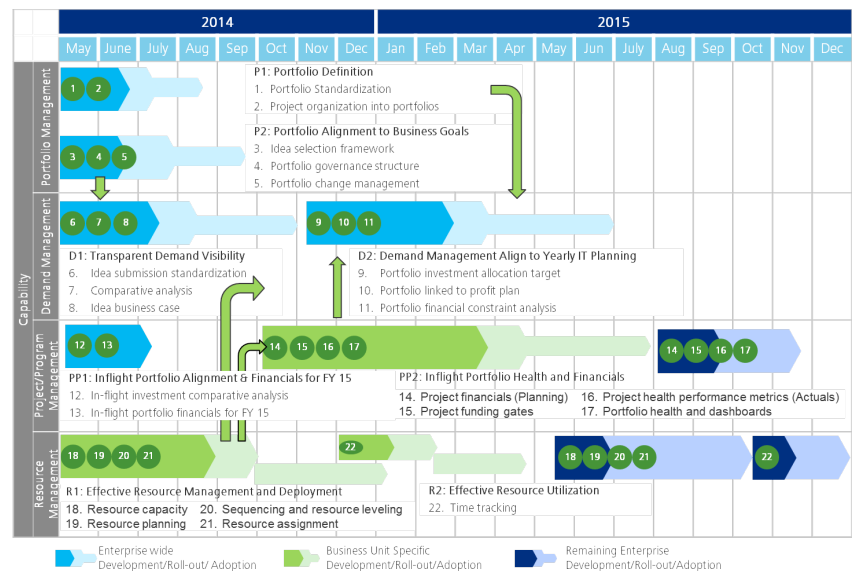 2014 2015
May June July Aug Sep Oct Nov Dec Jan Feb Mar Apr May Jun July Aug Sep Oct Nov Dec
Capability
Portfolio Management
1 2
P1: Portfolio Definition
1. Portfolio Standardization
2. Project organization into portfolios
3 4 5
P2: Portfolio Alignment to Business Goals
3. Idea selection framework
4. Portfolio governance structure
5. Portfolio change management
Demand Management
6 7 8 9 10 11
D1: Transparent Demand Visibility
6. Idea submission standardization
7. Comparative analysis
8. Idea business case
D2: Demand Management Align to Yearly IT Planning
9. Portfolio investment allocation target
10. Portfolio linked to profit plan
11. Portfolio financial constraint analysis
Project/Program
Management
12 13 14 15 16 17 14 15 16 17
PP1: Inflight Portfolio Alignment & Financials for FY 15
12. In-flight investment comparative analysis
13. In-flight portfolio financials for FY 15
PP2: Inflight Portfolio Health and Financials
14. Project financials (Planning) 16. Project health performance metrics (Actuals)
15. Project funding gates 17. Portfolio health and dashboards
Resource
Management
18 19 20 21 22 18 19 20 21 22
R1: Effective Resource Management and Deployment
18. Resource capacity 20. Sequencing and resource leveling
19. Resource planning 21. Resource assignment
R2: Effective Resource Utilization
22. Time tracking
Enterprise wide
Development/Roll-out/ Adoption
Business Unit Specific
Development/Roll-out/Adoption
Remaining Enterprise
Development/Roll-out/Adoption